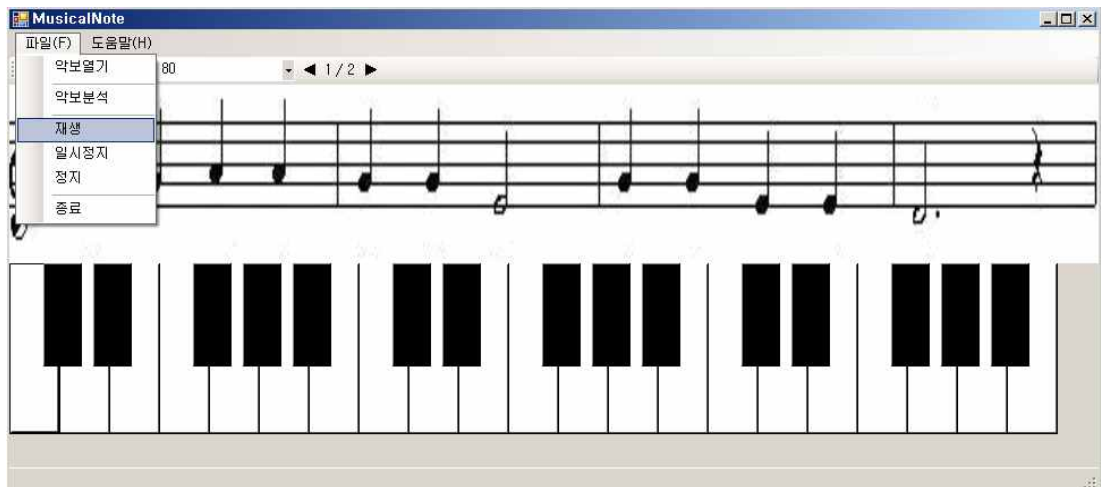 MusicalNote
파일(F) 도움말(H)
악보열기 80 1 / 2
악보분석
재생
일시정지
정지
종료